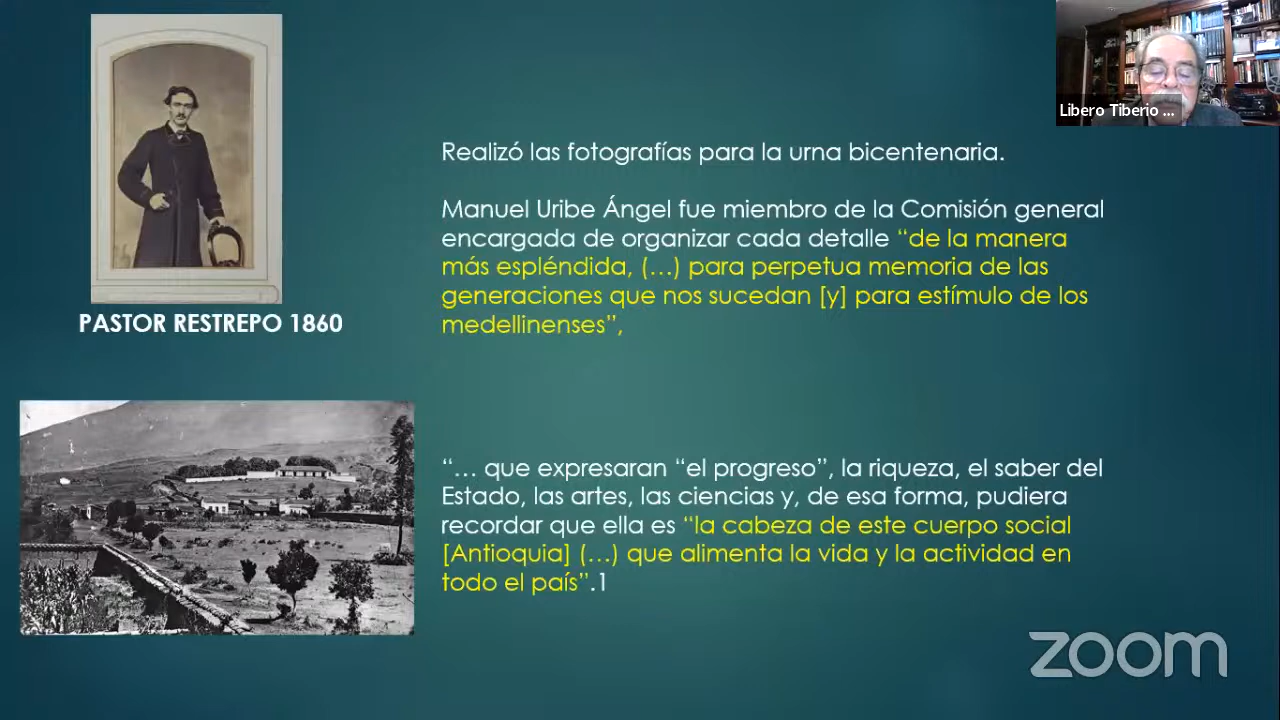 Libero Tiberio ...
Realizó las fotografías para la urna bicentenaria.
Manuel Uribe Ángel fue miembro de la Comisión general
encargada de organizar cada detalle “de la manera
más espléndida, (…) para perpetua memoria de las
generaciones que nos sucedan [y] para estímulo de los
medellinenses”,
PASTOR RESTREPO 1860
“… que expresaran “el progreso”, la riqueza, el saber del
Estado, las artes, las ciencias y, de esa forma, pudiera
recordar que ella es “la cabeza de este cuerpo social
[Antioquia] (…) que alimenta la vida y la actividad en
todo el país”.1
zoom